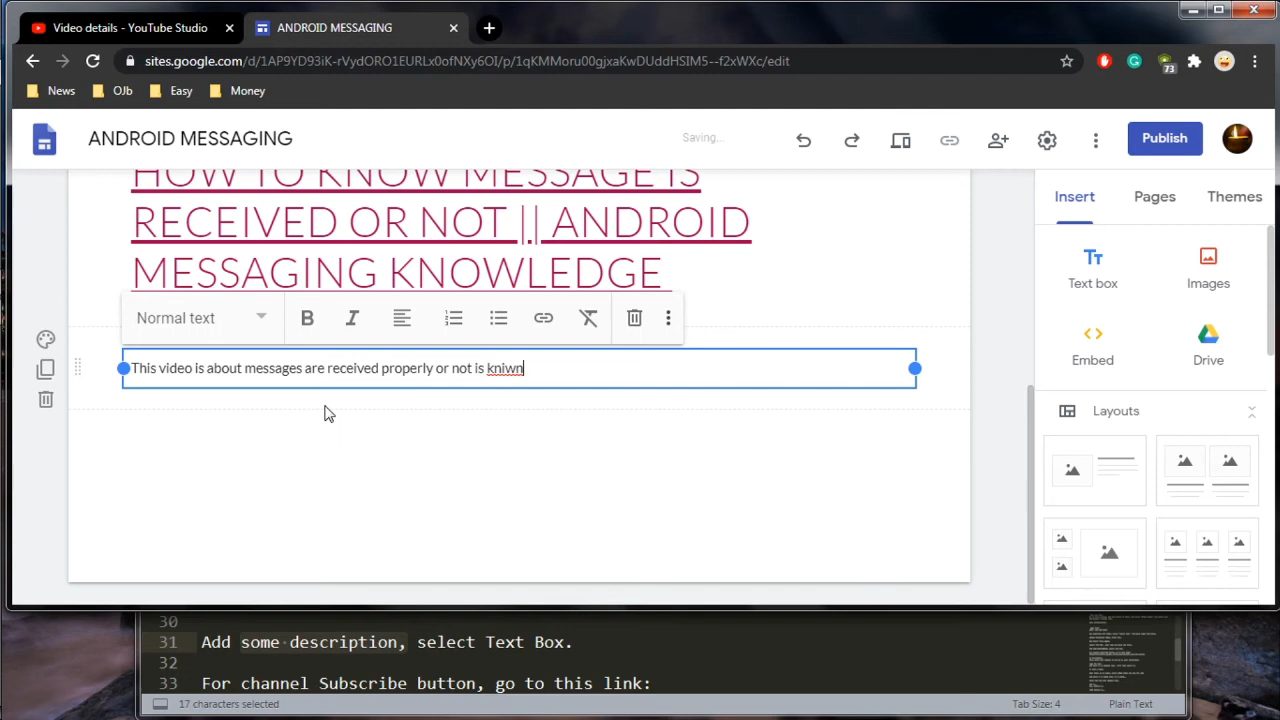 Video details - YouTube Studio
ANDROID MESSAGING
sites.google.com/d/1AP9YD93iK-rVydORO1EURLx0ofNXy6OI/p/1qKMMoru00gjxaKwDUddHSIM5--f2xWXc/edit
73
News
OJb
Easy
Money
ANDROID MESSAGING
Saving...
Publish
HOW TO KNOW MESSAGE IS
RECEIVED OR NOT || ANDROID
MESSAGING KNOWLEDGE
Insert
Pages
Themes
Text box
Images
Normal text
Embed
Drive
This video is about messages are received properly or not is kniwn
Layouts
30
31 Add some description, select Text Box.
32
33 For channel Subscribe button, go to this link:
17 characters selected
Tab Size: 4
Plain Text